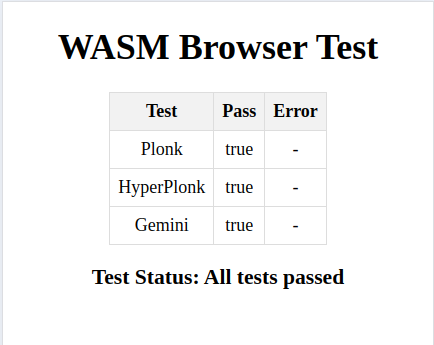 WASM Browser Test
Test Pass Error
Plonk true -
HyperPlonk true -
Gemini true -
Test Status: All tests passed